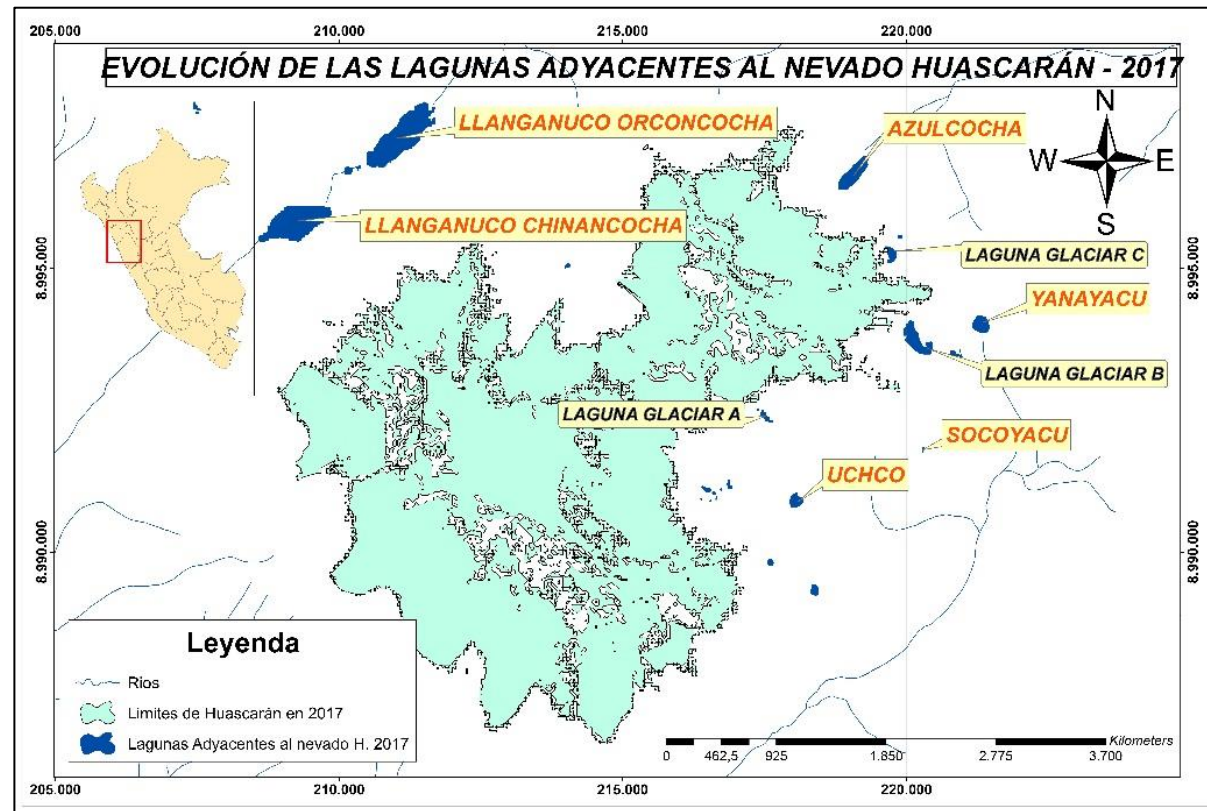 205.000 210.000 215.000 220.000
EVOLUCIÓN DE LAS LAGUNAS ADYACENTES AL NEVADO HUASCARÁN - 2017
N
W E
S
LLANGANUCO ORCONCOCHA
AZULCOCHA
LLANGANUCO CHINANCOCHA
LAGUNA GLACIAR C
8.995.000 8.995.000
YANAYACU
LAGUNA GLACIAR B
LAGUNA GLACIAR A
SOCOYACU
UCHCO
8.990.000 8.990.000
Leyenda
Rios
Limites de Huascarán en 2017
Lagunas Adyacentes al nevado H. 2017
Kilometers
0 462,5 925 1.850 2.775 3.700
205.000 210.000 215.000 220.000